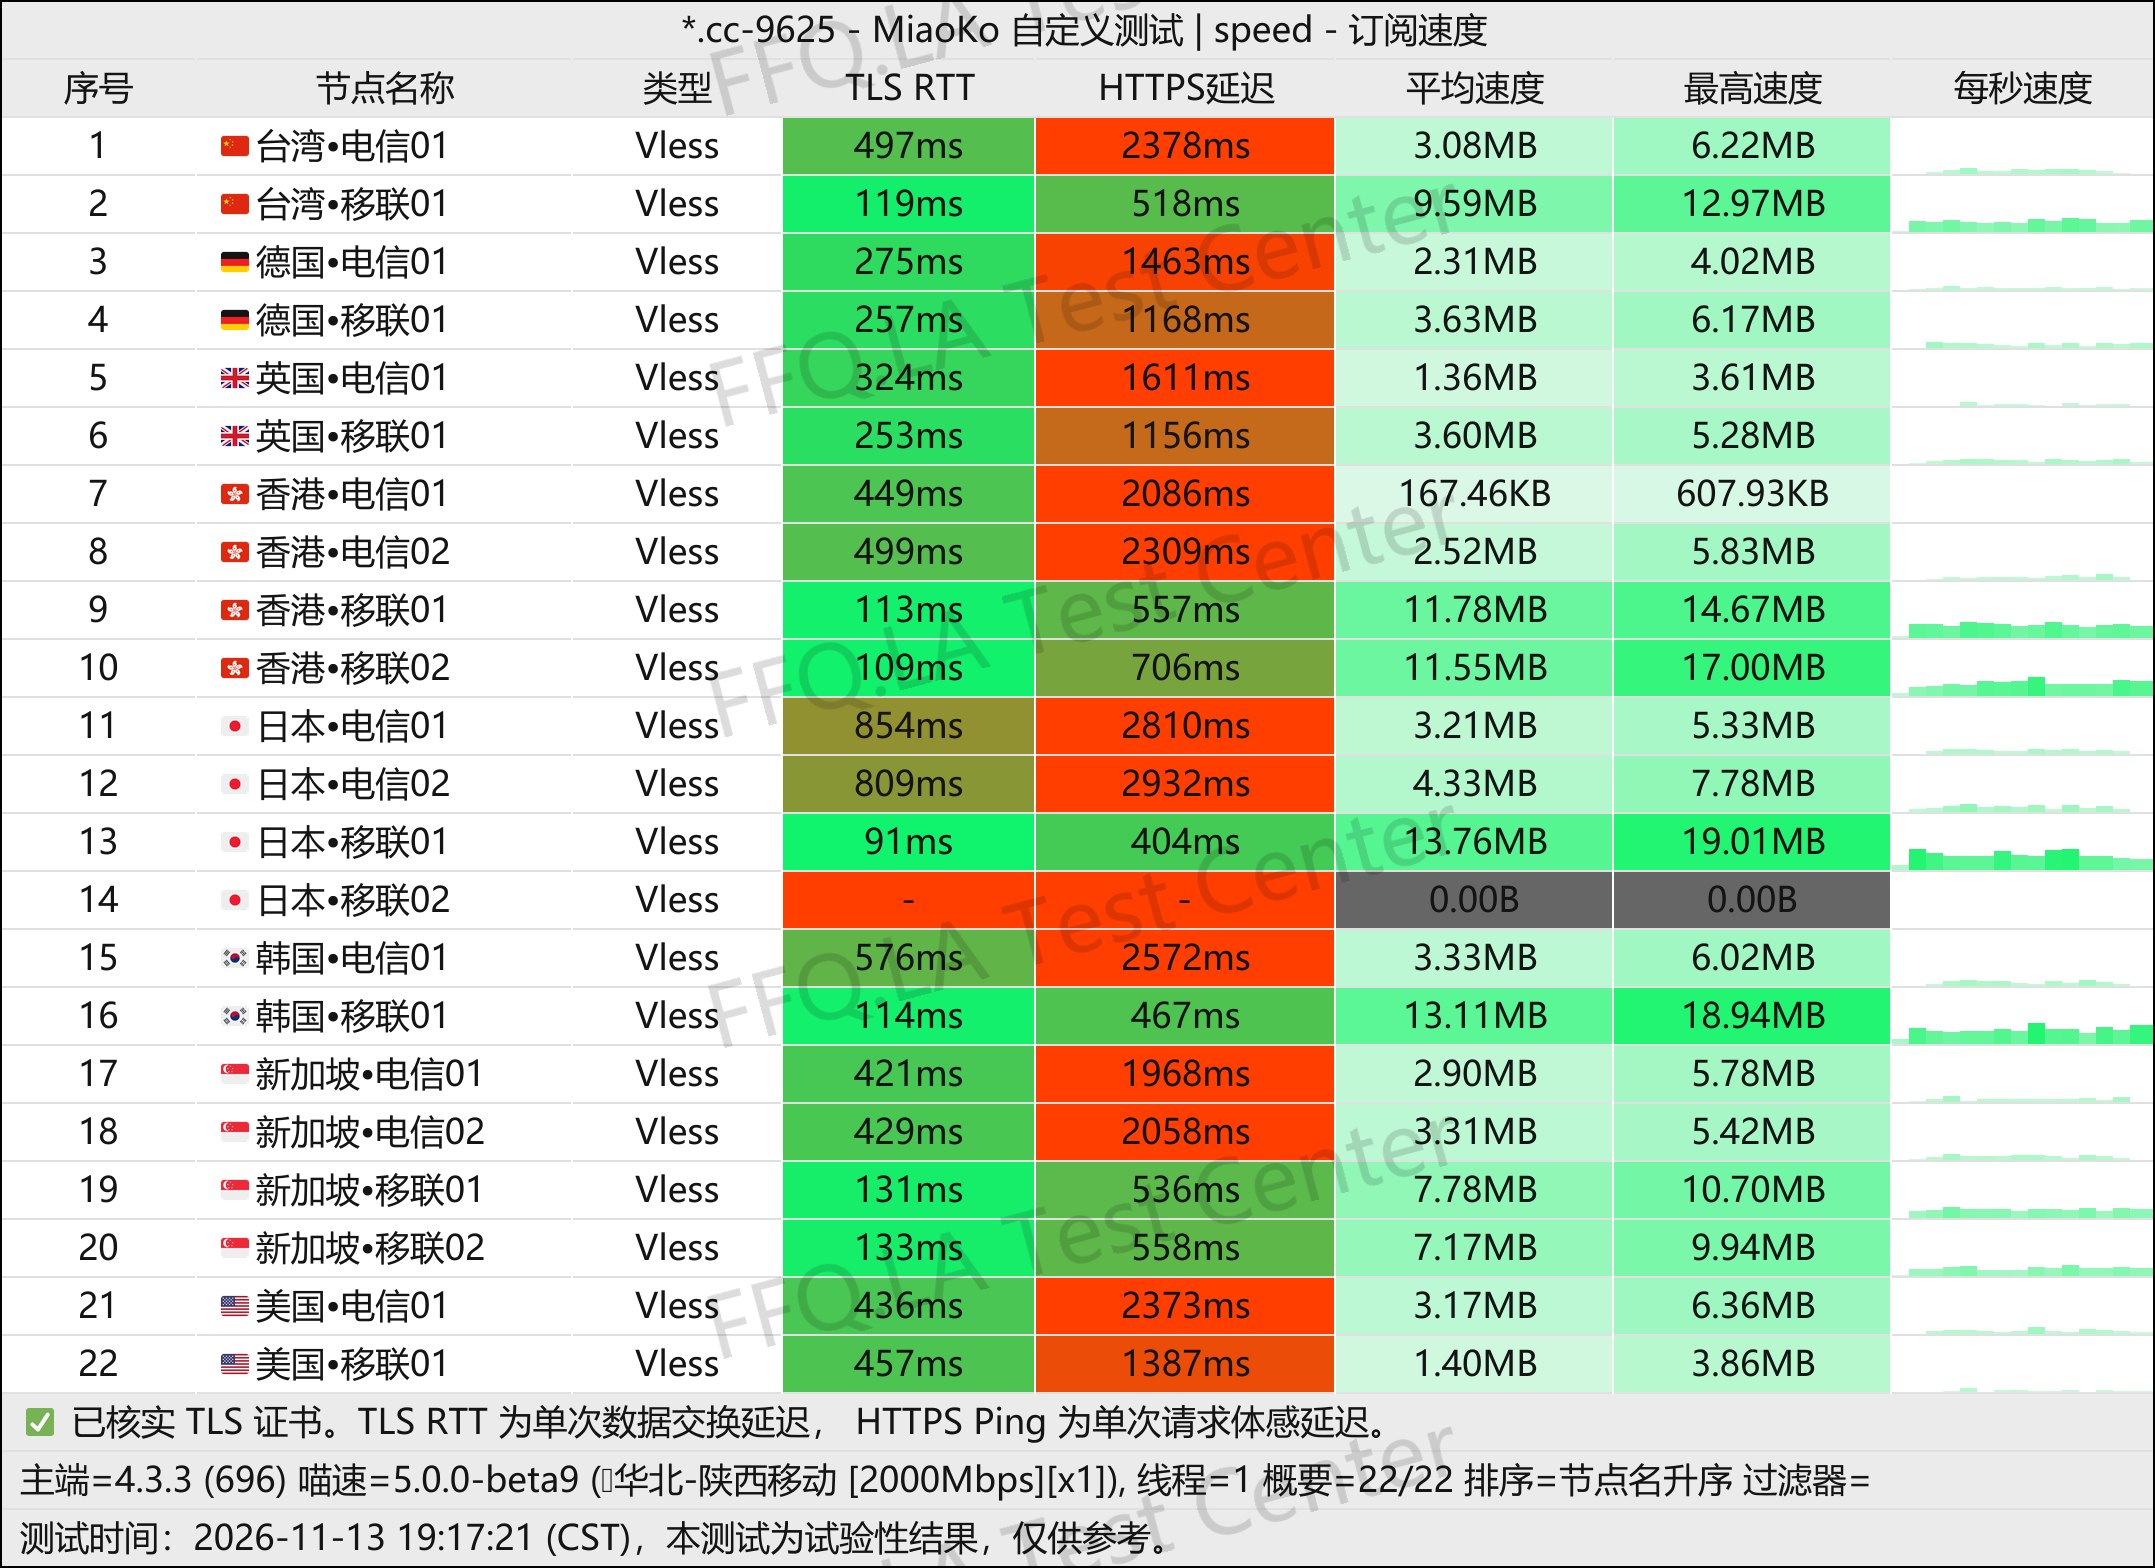 *.cc-9625 - MiaoKo 自定义测试 | speed - 订阅速度
序号 节点名称 类型 TLS RTT HTTPS延迟 平均速度 最高速度 每秒速度
1 台湾•电信01 Vless 497ms 2378ms 3.08MB 6.22MB
2 台湾•移联01 Vless 119ms 518ms 9.59MB 12.97MB
3 德国•电信01 Vless 275ms 1463ms 2.31MB 4.02MB
4 德国•移联01 Vless 257ms 1168ms 3.63MB 6.17MB
5 英国•电信01 Vless 324ms 1611ms 1.36MB 3.61MB
6 英国•移联01 Vless 253ms 1156ms 3.60MB 5.28MB
7 香港•电信01 Vless 449ms 2086ms 167.46KB 607.93KB
8 香港•电信02 Vless 499ms 2309ms 2.52MB 5.83MB
9 香港•移联01 Vless 113ms 557ms 11.78MB 14.67MB
10 香港•移联02 Vless 109ms 706ms 11.55MB 17.00MB
11 日本•电信01 Vless 854ms 2810ms 3.21MB 5.33MB
12 日本•电信02 Vless 809ms 2932ms 4.33MB 7.78MB
13 日本•移联01 Vless 91ms 404ms 13.76MB 19.01MB
14 日本•移联02 Vless - - 0.00B 0.00B
15 韩国•电信01 Vless 576ms 2572ms 3.33MB 6.02MB
16 韩国•移联01 Vless 114ms 467ms 13.11MB 18.94MB
17 新加坡•电信01 Vless 421ms 1968ms 2.90MB 5.78MB
18 新加坡•电信02 Vless 429ms 2058ms 3.31MB 5.42MB
19 新加坡•移联01 Vless 131ms 536ms 7.78MB 10.70MB
20 新加坡•移联02 Vless 133ms 558ms 7.17MB 9.94MB
21 美国•电信01 Vless 436ms 2373ms 3.17MB 6.36MB
22 美国•移联01 Vless 457ms 1387ms 1.40MB 3.86MB
✅ 已核实 TLS 证书。TLS RTT 为单次数据交换延迟， HTTPS Ping 为单次请求体感延迟。
主端=4.3.3 (696) 喵速=5.0.0-beta9 (华北-陕西移动 [2000Mbps][x1]), 线程=1 概要=22/22 排序=节点名升序 过滤器=
测试时间：2026-11-13 19:17:21 (CST)，本测试为试验性结果，仅供参考。
FFQ.LA Test Center
FFQ.LA Test Center
FFQ.LA Test Center
FFQ.LA Test Center
FFQ.LA Test Center
FFQ.LA Test Center